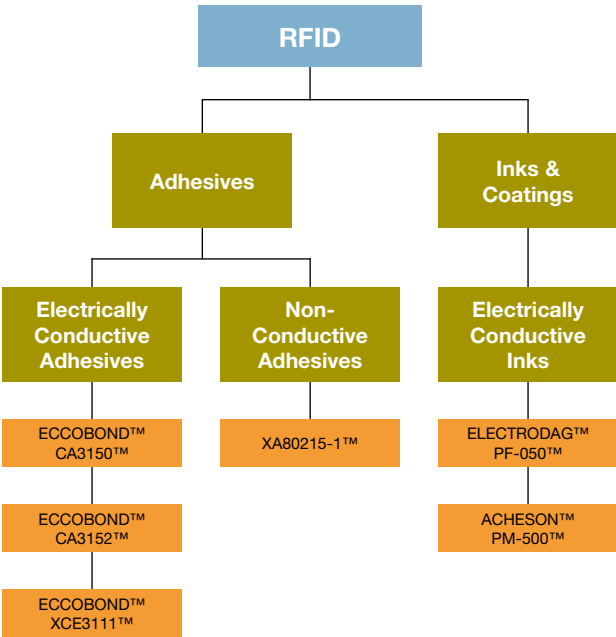 RFID
Adhesives
Inks &
Coatings
Electrically
Conductive
Adhesives
Non-
Conductive
Adhesives
Electrically
Conductive
Inks
ECCOBOND™
CA3150™
XA80215-1™
ELECTRODAG™
PF-050™
ECCOBOND™
CA3152™
ACHESON™
PM-500™
ECCOBOND™
XCE3111™